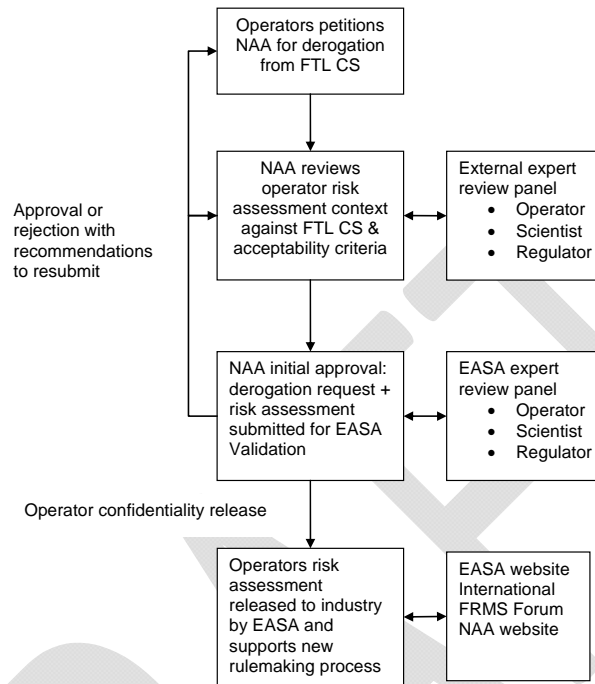 Operators petitions
NAA for derogation
from FTL CS
NAA reviews
operator risk
assessment context
against FTL CS &
acceptability criteria
External expert
review panel
• Operator
• Scientist
• Regulator
Approval or
rejection with
recommendations
to resubmit
NAA initial approval:
derogation request +
risk assessment
submitted for EASA
Validation
EASA expert
review panel
• Operator
• Scientist
• Regulator
Operator confidentiality release
Operators risk
assessment
released to industry
by EASA and
supports new
rulemaking process
EASA website
International
FRMS Forum
NAA website